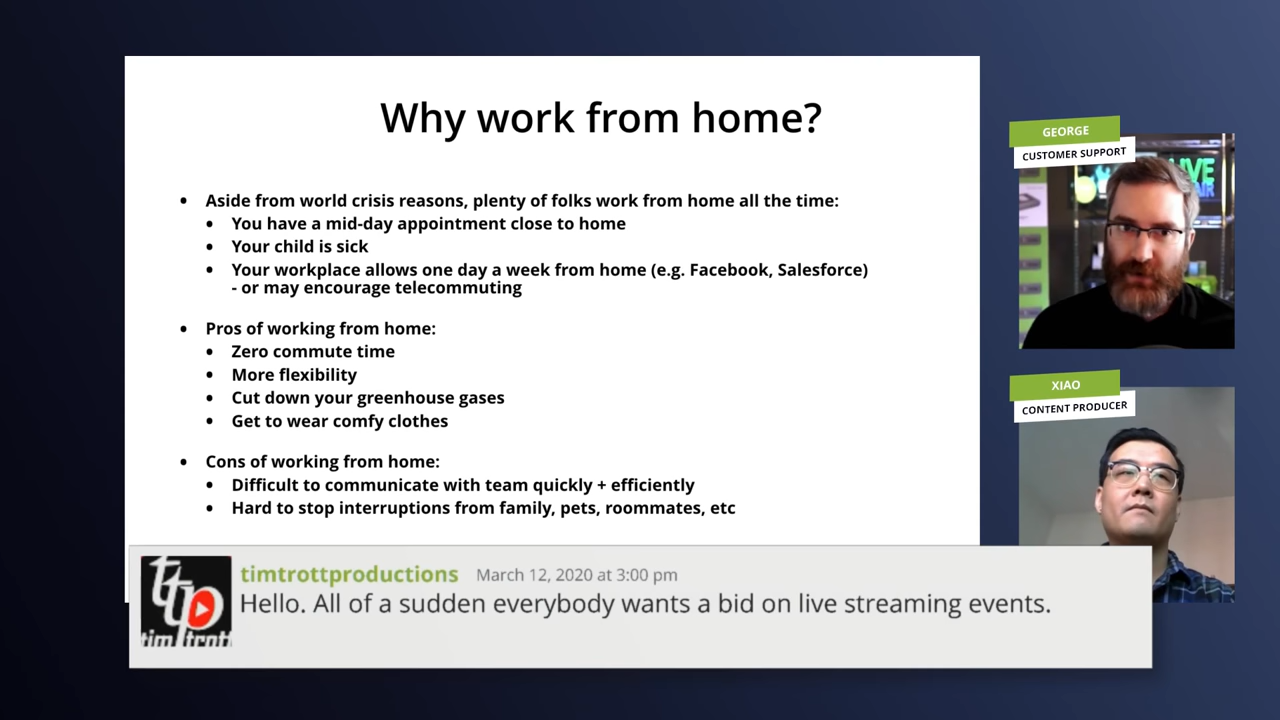 Why work from home?
• Aside from world crisis reasons, plenty of folks work from home all the time:
• You have a mid-day appointment close to home
• Your child is sick
• Your workplace allows one day a week from home (e.g. Facebook, Salesforce)
- or may encourage telecommuting
• Pros of working from home:
• Zero commute time
• More flexibility
• Cut down your greenhouse gases
• Get to wear comfy clothes
• Cons of working from home:
• Difficult to communicate with team quickly + efficiently
• Hard to stop interruptions from family, pets, roommates, etc
GEORGE
CUSTOMER SUPPORT
LIVE
XIAO
CONTENT PRODUCER
timtrottproductions March 12, 2020 at 3:00 pm
Hello. All of a sudden everybody wants a bid on live streaming events.
tim trott